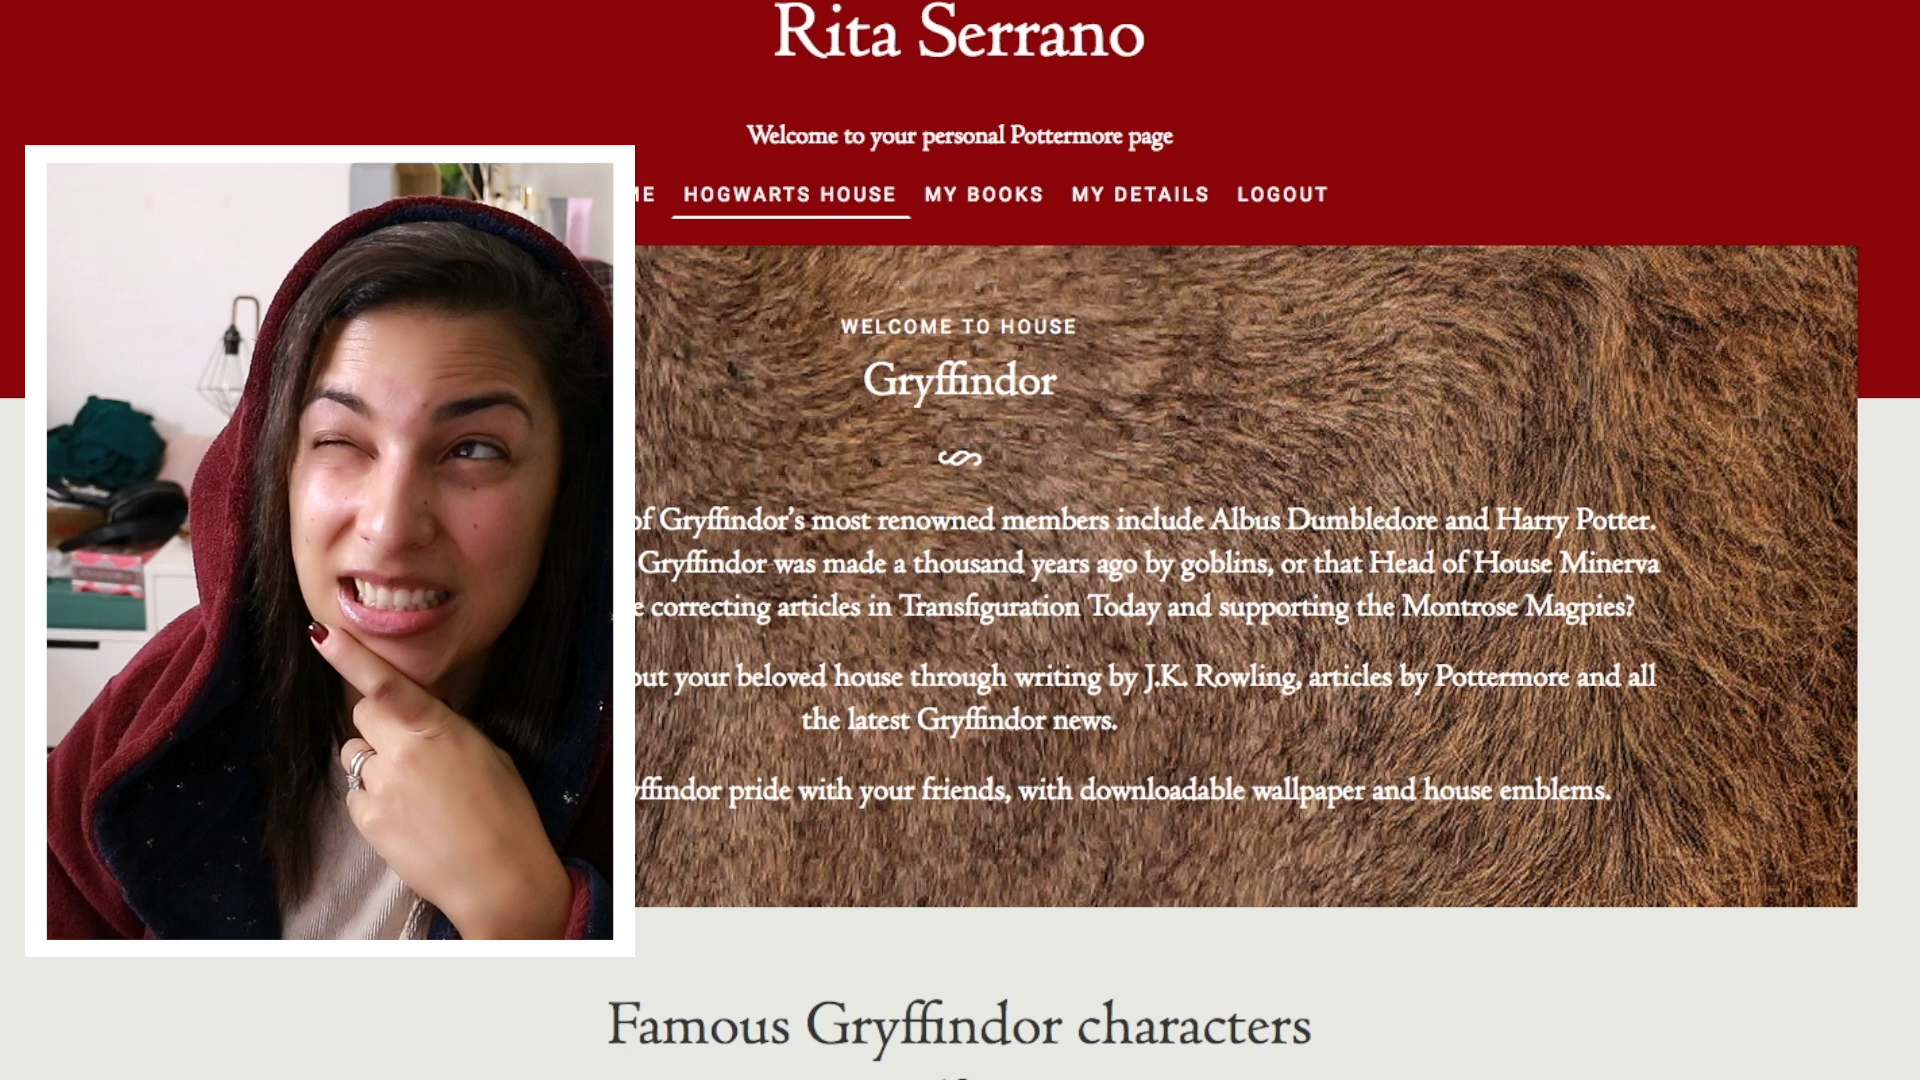 Rita Serrano
Welcome to your personal Pottermore page
HOGWARTS HOUSE MY BOOKS MY DETAILS LOGOUT
WELCOME TO HOUSE
Gryffindor
of Gryffindor's most renowned members include Albus Dumbledore and Harry Potter.
Gryffindor was made a thousand years ago by goblins, or that Head of House Minerva
correcting articles in Transfiguration Today and supporting the Montrose Magpies?
your beloved house through writing by J.K. Rowling, articles by Pottermore and all
the latest Gryffindor news.
pride with your friends, with downloadable wallpaper and house emblems.
Famous Gryffindor characters